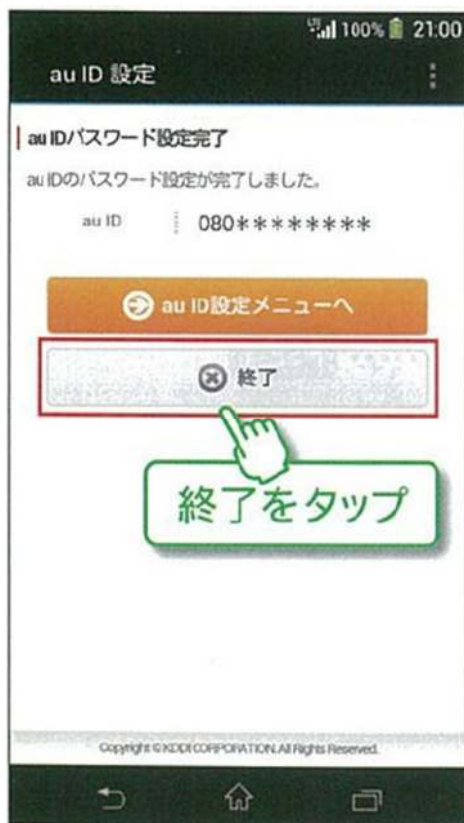 LTE 100% 21:00
au ID 設定
au IDパスワード設定完了
au IDのパスワード設定が完了しました。
au ID 080********
au ID設定メニューへ
終了
終了をタップ
Copyright © KDDI CORPORATION. All Rights Reserved.